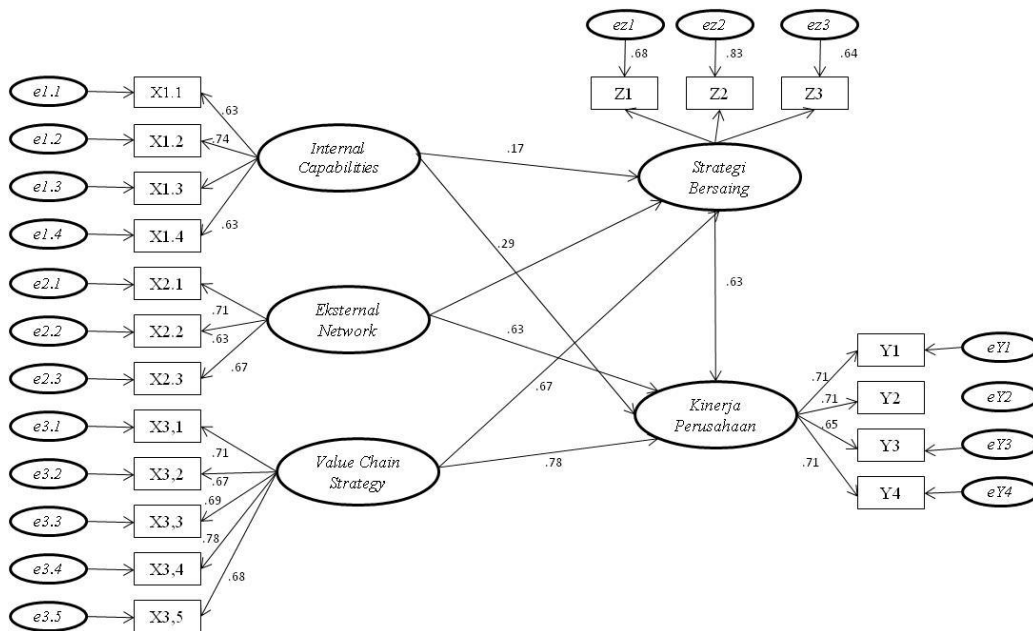 ez1
ez2
ez3
.68
.83
.64
Z1
Z2
Z3
e1.1
X1.1
.63
e1.2
X1.2
.74
e1.3
X1.3
e1.4
X1.4
.63
Internal
Capabilities
.17
.29
Strategi
Bersaing
e2.1
X2.1
.71
e2.2
X2.2
.63
e2.3
X2.3
.67
Eksternal
Network
.63
.63
e3.1
X3,1
.71
e3.2
X3,2
.67
e3.3
X3,3
.69
e3.4
X3,4
.78
e3.5
X3,5
.68
Value Chain
Strategy
.67
.78
Kinerja
Perusahaan
.71
Y1
eY1
.71
Y2
eY2
.65
Y3
eY3
.71
Y4
eY4